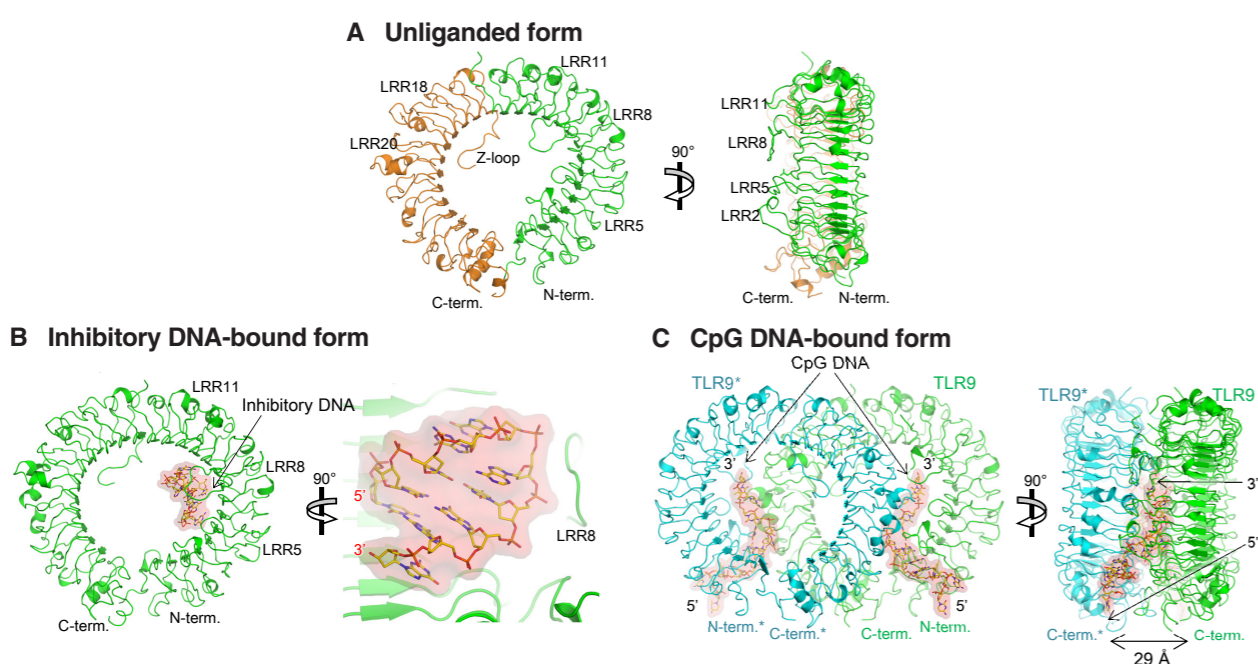 A Unliganded form
LRR11
LRR18
LRR8
LRR20
Z-loop
LRR5
C-term.
N-term.
90°
LRR11
LRR8
LRR5
LRR2
C-term.
N-term.
B Inhibitory DNA-bound form
LRR11
Inhibitory DNA
LRR8
LRR5
C-term.
N-term.
90°
5'
3'
LRR8
C CpG DNA-bound form
CpG DNA
TLR9*
TLR9
3'
3'
5'
5'
N-term.*
C-term.*
C-term.
N-term.
90°
TLR9*
TLR9
3'
5'
C-term.*
C-term.
29 Å